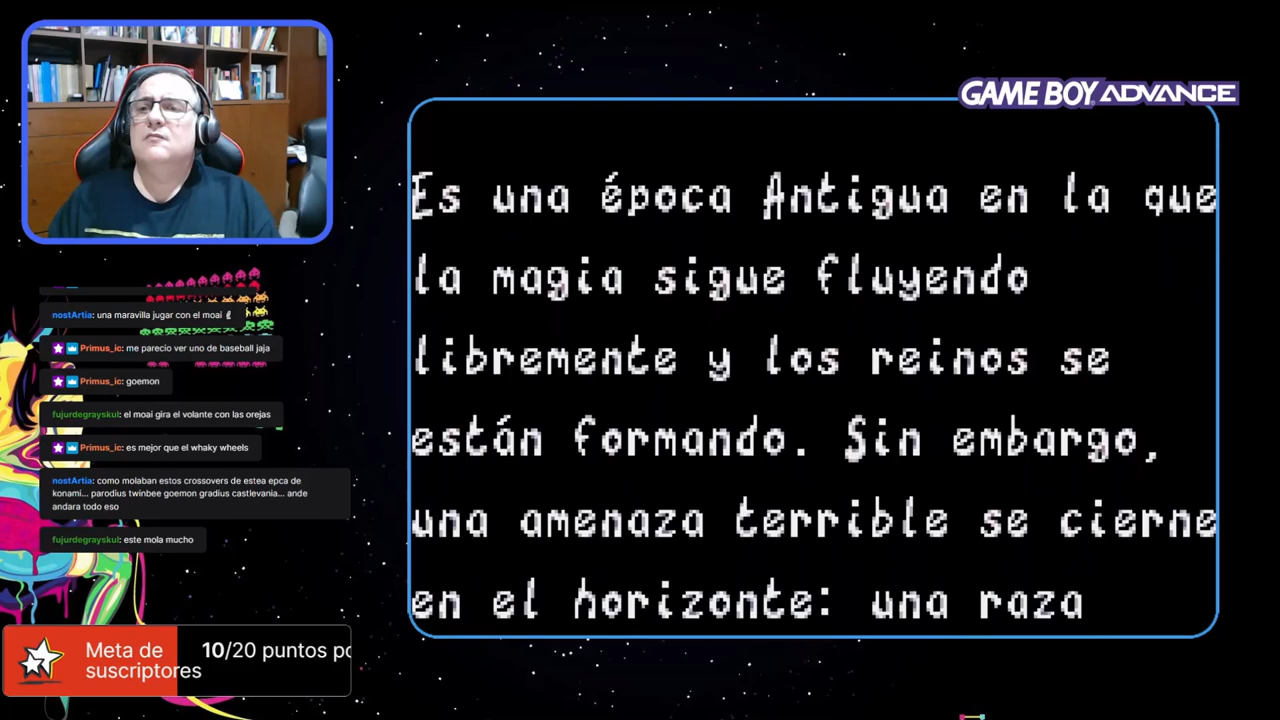 GAME BOY ADVANCE
Es una época Antigua en la que
la magia sigue fluyendo
libremente y los reinos se
están formando. Sin embargo,
una amenaza terrible se cierne
en el horizonte: una raza
nostArtia: una maravilla jugar con el moai 🗿
Primus_ic: me parecio ver uno de baseball jaja
Primus_ic: goemon
fujurdegrayskul: el moai gira el volante con las orejas
Primus_ic: es mejor que el whaky wheels
nostArtia: como molaban estos crossovers de estea epca de
konami... parodius twinbee goemon gradius castlevania... ande
andara todo eso
fujurdegrayskul: este mola mucho
Meta de
suscriptores
10/20 puntos po